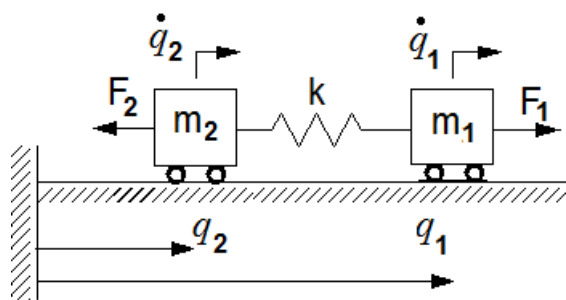 q̇₂ q̇₁
F₂ k F₁
m₂ m₁
q₂ q₁